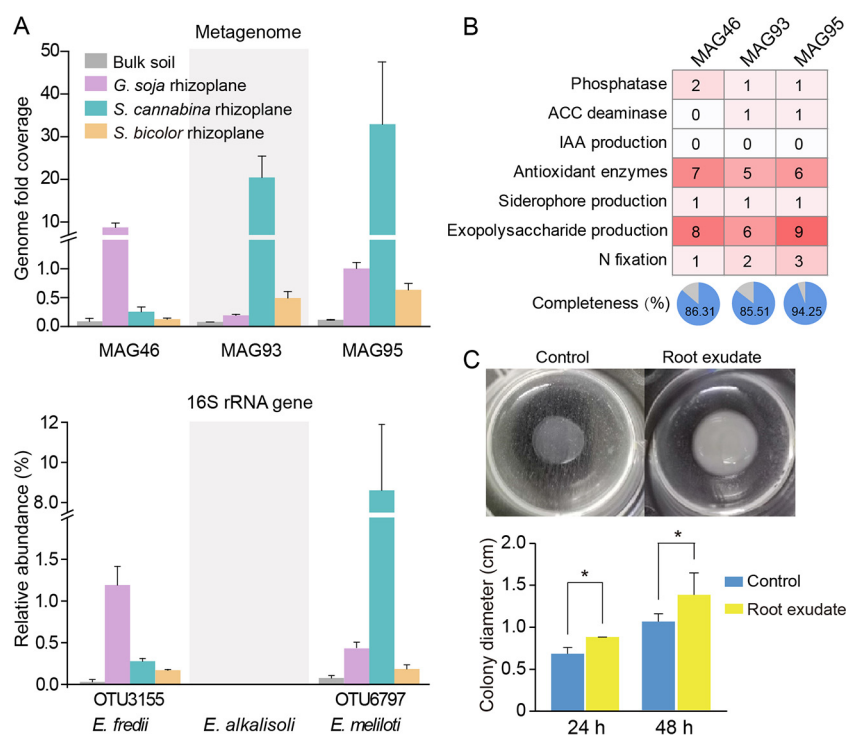 A
Metagenome
Genome fold coverage
50
40
30
20
10
1.0
0.5
0.0
Bulk soil
G. soja rhizoplane
S. cannabina rhizoplane
S. bicolor rhizoplane
MAG46 MAG93 MAG95
16S rRNA gene
Relative abundance (%)
12
10
8.0
1.5
1.0
0.5
0.0
OTU3155 OTU6797
E. fredii E. alkalisoli E. meliloti
B
MAG46 MAG93 MAG95
Phosphatase 2 1 1
ACC deaminase 0 1 1
IAA production 0 0 0
Antioxidant enzymes 7 5 6
Siderophore production 1 1 1
Exopolysaccharide production 8 6 9
N fixation 1 2 3
Completeness (%) 86.31 85.51 94.25
C
Control Root exudate
Colony diameter (cm)
2.0
1.5
1.0
0.5
0
* *
Control
Root exudate
24 h 48 h